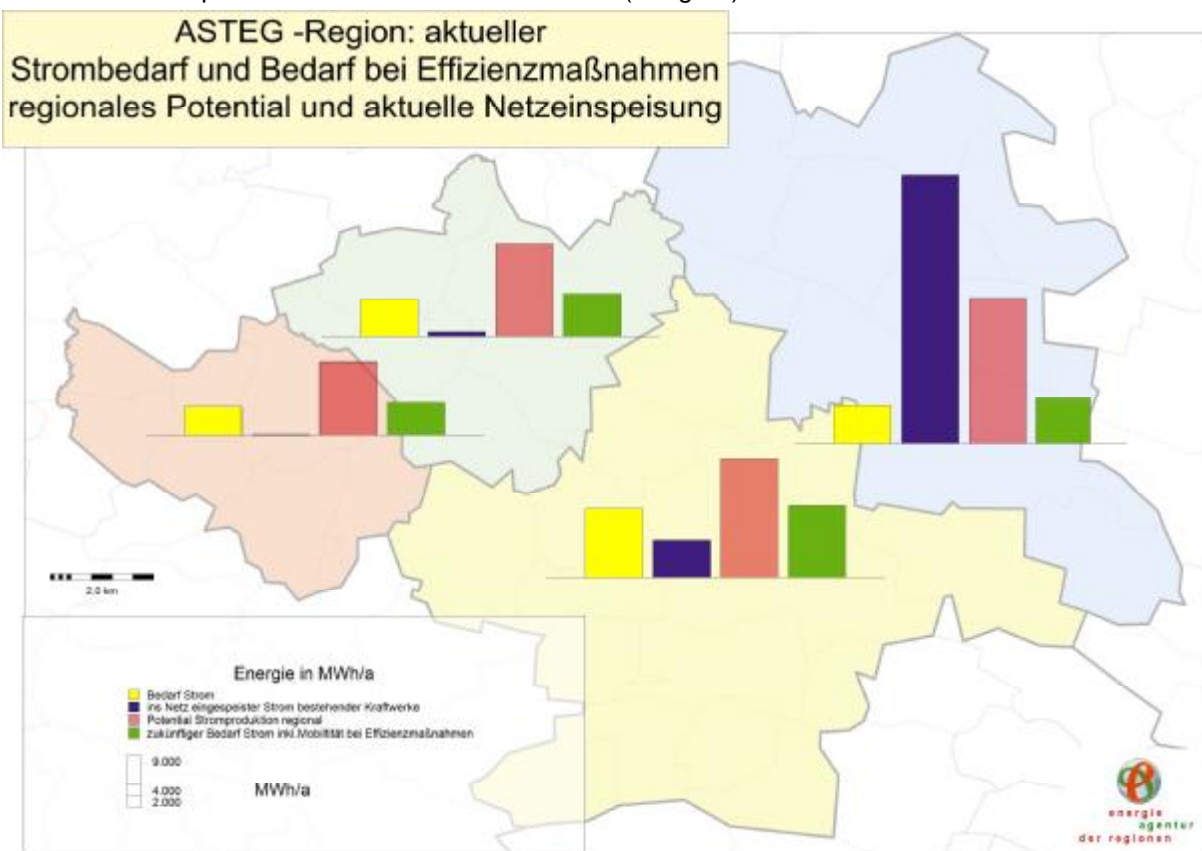 ASTEG -Region: aktueller
Strombedarf und Bedarf bei Effizienzmaßnahmen
regionales Potential und aktuelle Netzeinspeisung
2,0 km
Energie in MWh/a
Bedarf Strom
ins Netz eingespeister Strom bestehender Kraftwerke
Potential Stromproduktion regional
zukünftiger Bedarf Strom inkl.Mobilität bei Effizienzmaßnahmen
9.000
4.000
2.000
MWh/a
energie
agentur
der regionen